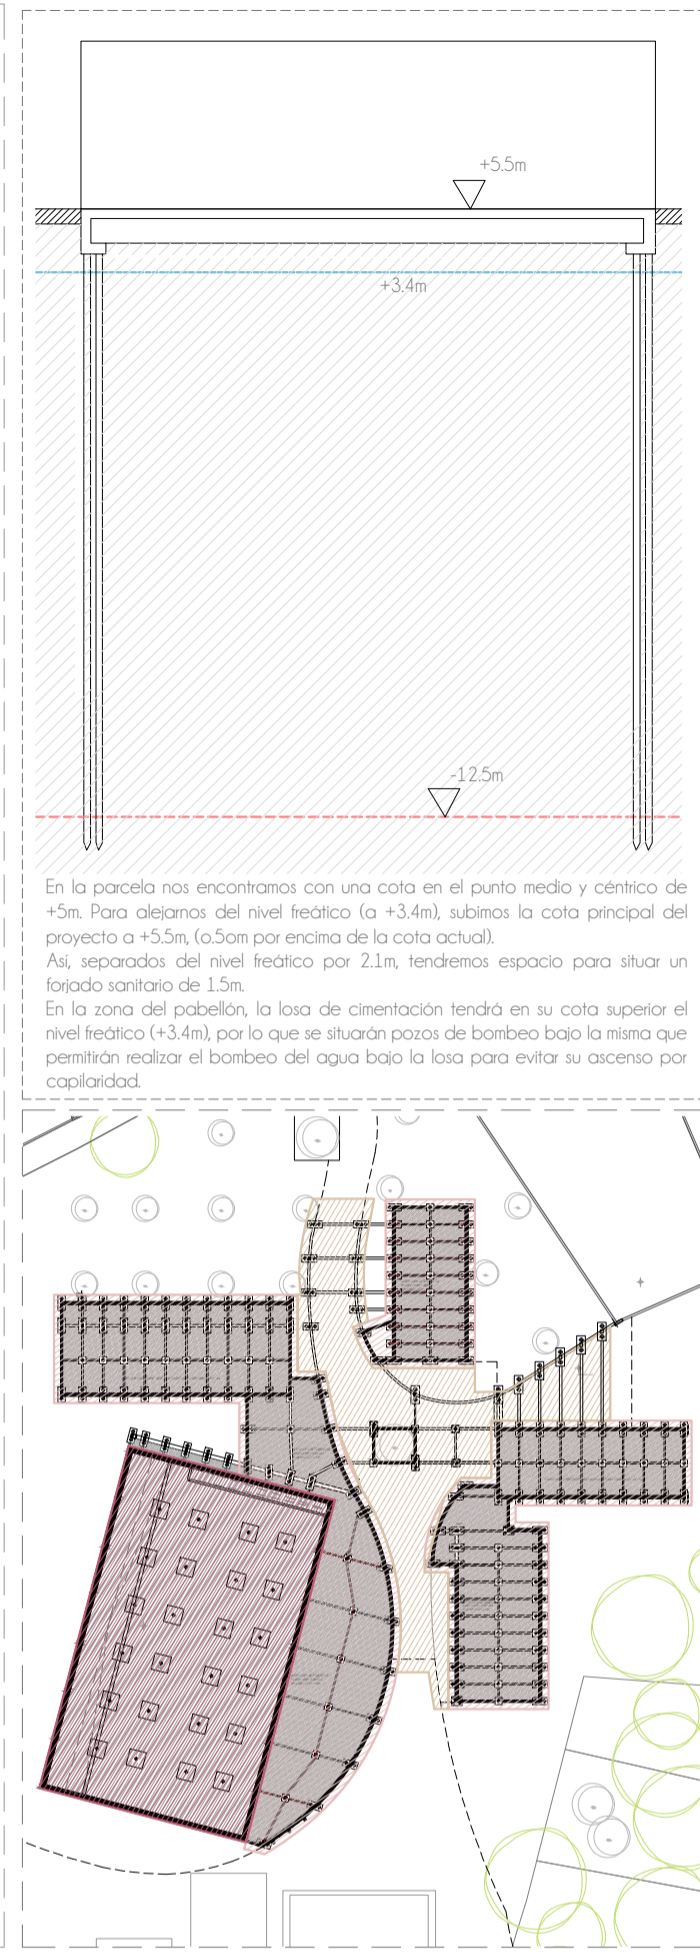 +5.5m
+3.4m
-12.5m
En la parcela nos encontramos con una cota en el punto medio y céntrico de
+5m. Para alejarnos del nivel freático (a +3.4m), subimos la cota principal del
proyecto a +5.5m, (0.50m por encima de la cota actual).
Así, separados del nivel freático por 2.1m, tendremos espacio para situar un
forjado sanitario de 1.5m.
En la zona del pabellón, la losa de cimentación tendrá en su cota superior el
nivel freático (+3.4m), por lo que se situarán pozos de bombeo bajo la misma que
permitirán realizar el bombeo del agua bajo la losa para evitar su ascenso por
capilaridad.